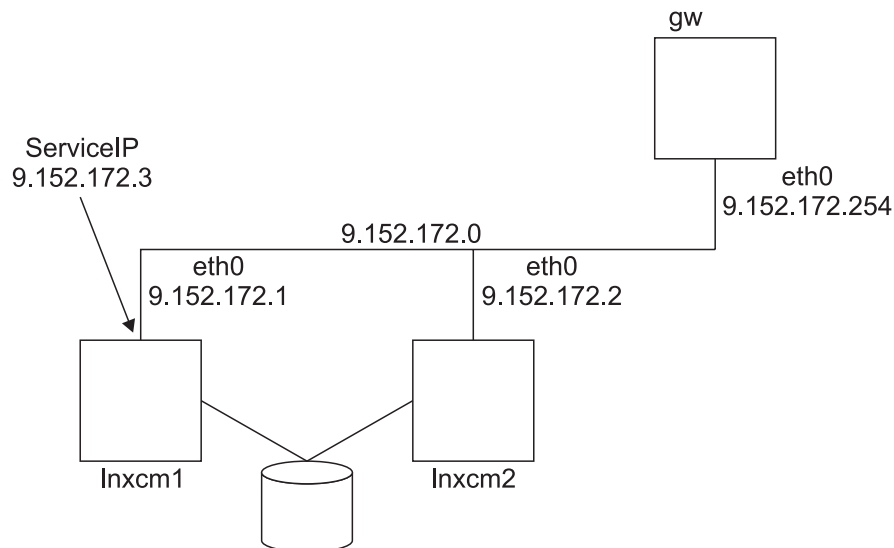 gw
ServiceIP
9.152.172.3
eth0
9.152.172.254
9.152.172.0
eth0
9.152.172.1
eth0
9.152.172.2
lnxcm1
lnxcm2